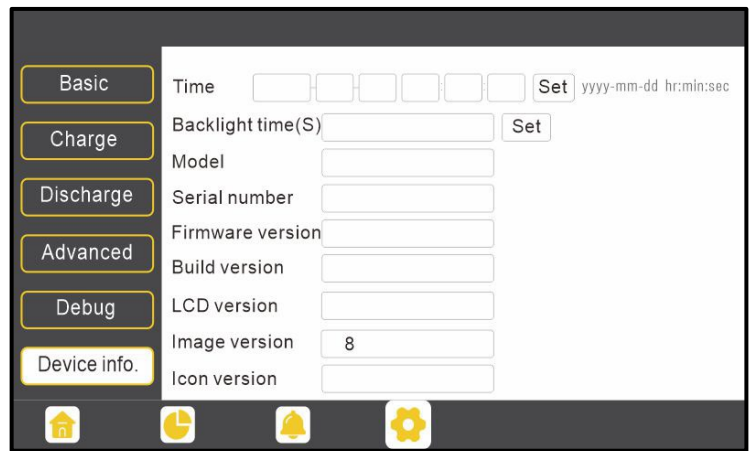 Basic
Charge
Discharge
Advanced
Debug
Device info.
Time - - : : Set yyyy-mm-dd hr:min:sec
Backlight time(S) Set
Model
Serial number
Firmware version
Build version
LCD version
Image version 8
Icon version